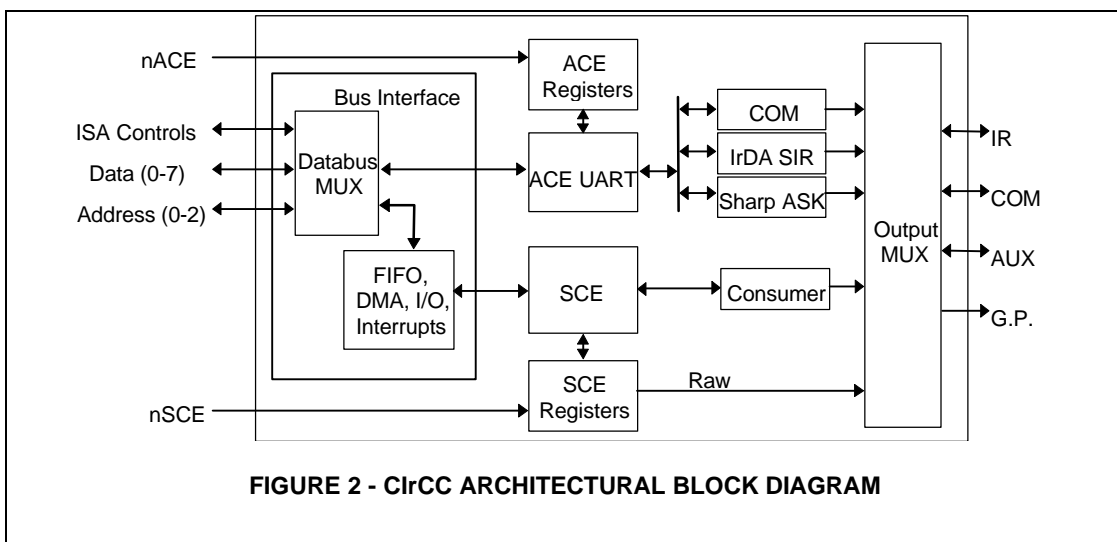 nACE
ACE
Registers
Bus Interface
COM
ISA Controls
Databus
MUX
IrDA SIR
IR
Data (0-7)
ACE UART
Sharp ASK
COM
Address (0-2)
Output
MUX
AUX
FIFO,
DMA, I/O,
Interrupts
SCE
Consumer
G.P.
SCE
Registers
Raw
nSCE
FIGURE 2 - CIrCC ARCHITECTURAL BLOCK DIAGRAM